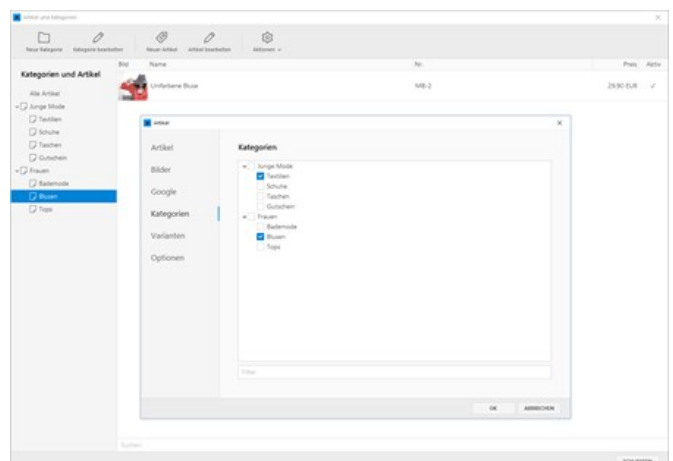 Artikel und Kategorien
Neue Kategorie Kategorie bearbeiten Neuer Artikel Artikel bearbeiten Aktionen
Kategorien und Artikel
Bild Name Nr. Preis Aktiv
Alle Artikel
Unifarbene Bluse MB-2 29,90 EUR
Junge Mode
Textilien
Schuhe
Taschen
Gutschein
Frauen
Bademode
Blusen
Tops
Artikel
Artikel
Bilder
Google
Kategorien
Varianten
Optionen
Kategorien
Junge Mode
Textilien
Schuhe
Taschen
Gutschein
Frauen
Bademode
Blusen
Tops
Filter
OK ABBRECHEN
Suchen